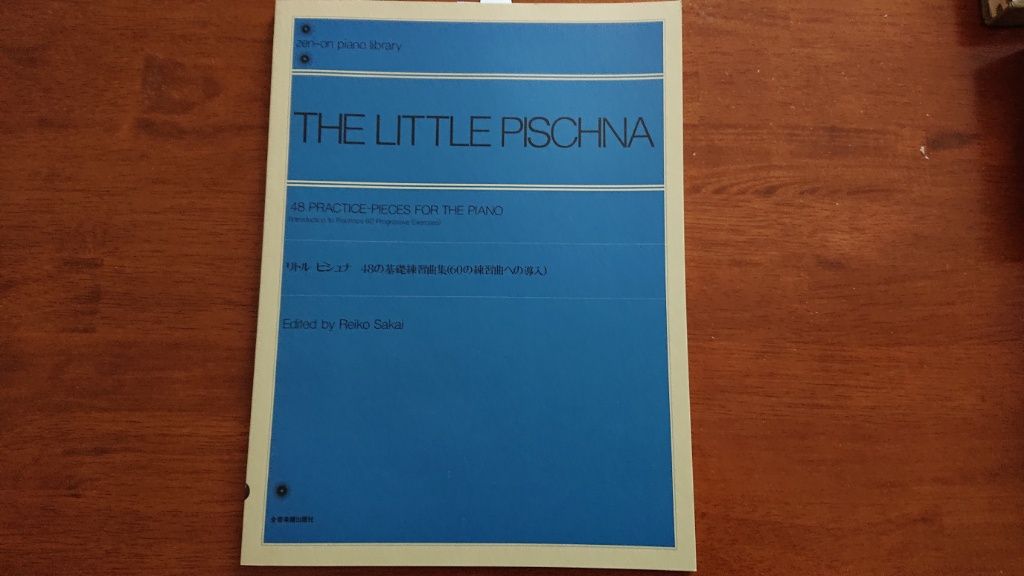 zen-on piano library
THE LITTLE PISCHNA
48 PRACTICE-PIECES FOR THE PIANO
(Introduction to Pischna's 60 Progressive Exercises)
リトル ピシュナ 48の基礎練習曲集(60の練習曲への導入)
Edited by Reiko Sakai
全音楽譜出版社